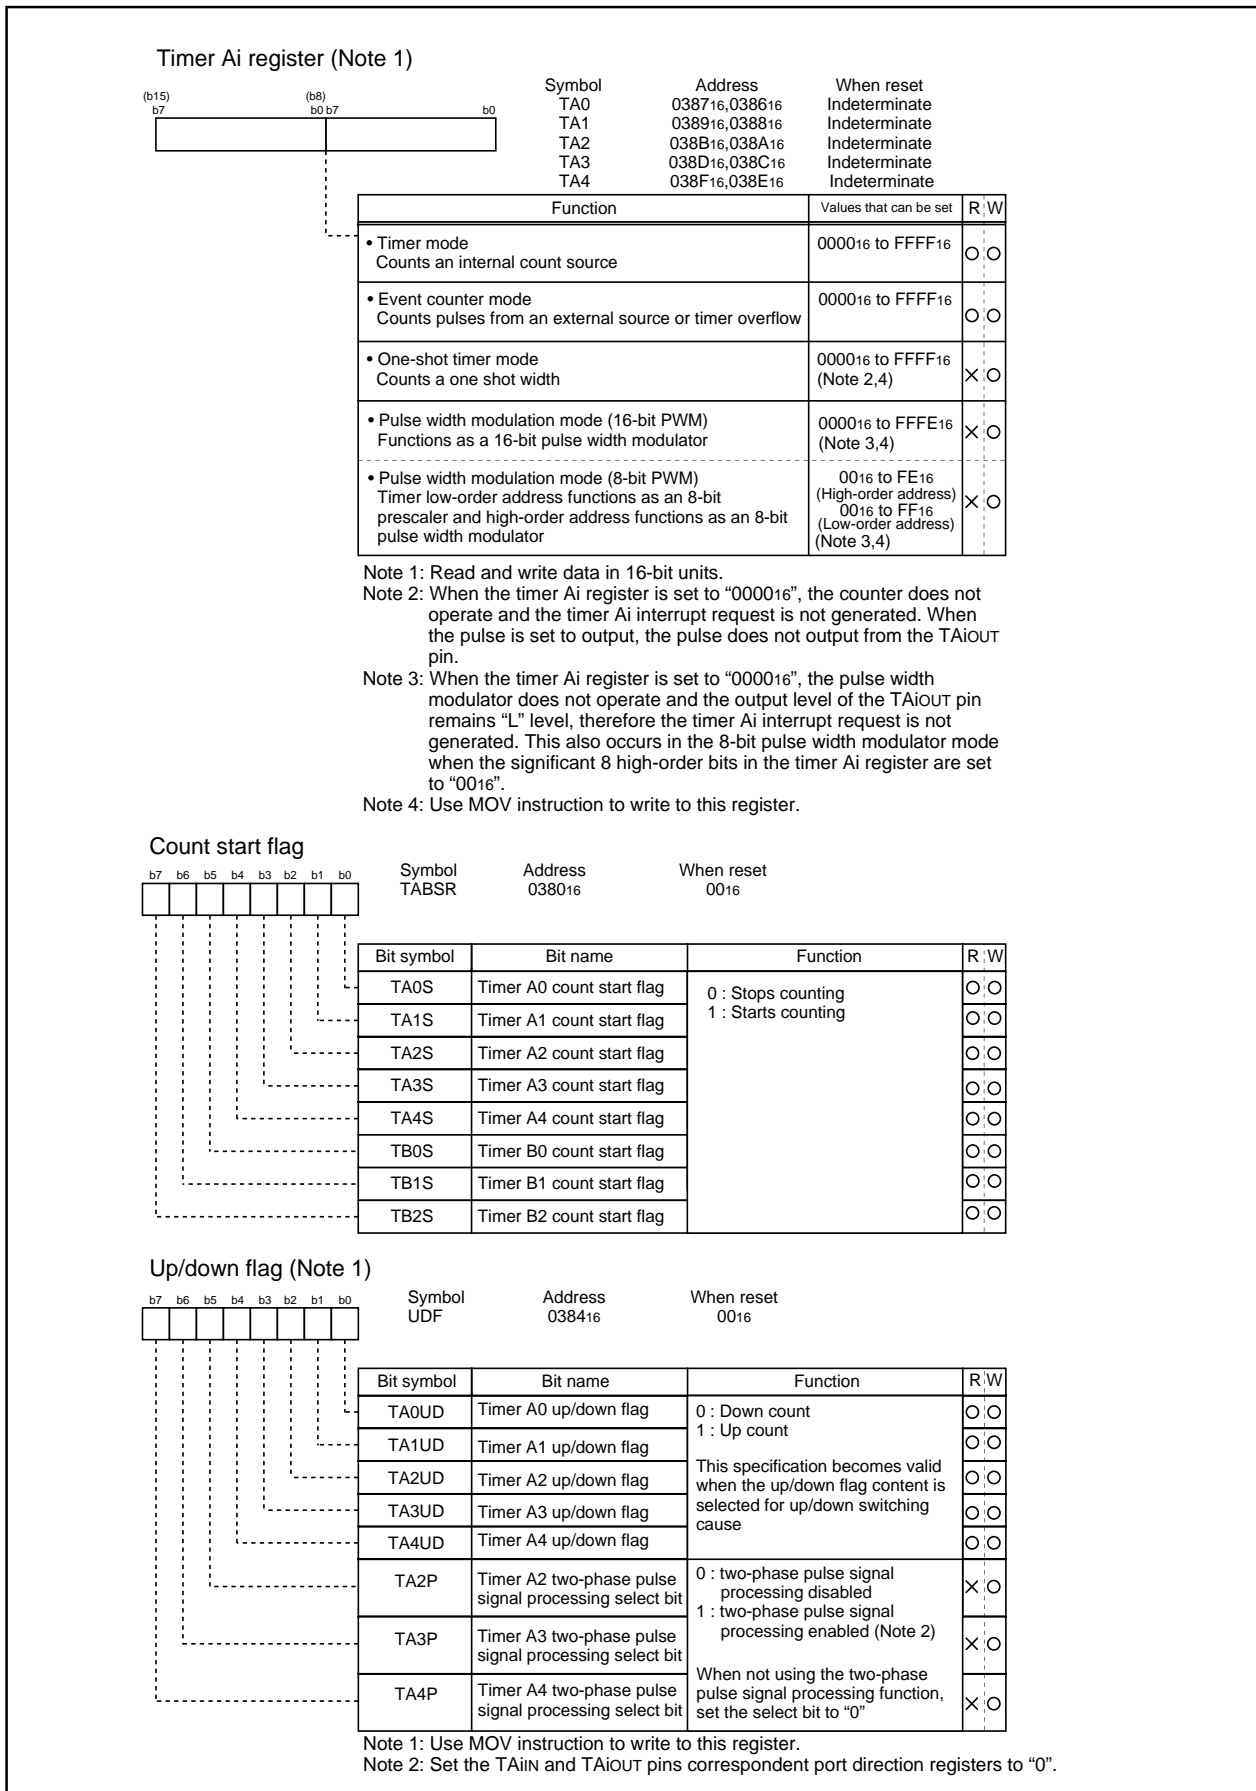 Timer Ai register (Note 1)
Symbol Address When reset
(b15) (b8)
b7 b0 b7 b0
TA0 038716,038616 Indeterminate
TA1 038916,038816 Indeterminate
TA2 038B16,038A16 Indeterminate
TA3 038D16,038C16 Indeterminate
TA4 038F16,038E16 Indeterminate
Function Values that can be set R W
• Timer mode 000016 to FFFF16
Counts an internal count source
• Event counter mode 000016 to FFFF16
Counts pulses from an external source or timer overflow
• One-shot timer mode 000016 to FFFF16
Counts a one shot width (Note 2,4)
• Pulse width modulation mode (16-bit PWM) 000016 to FFFE16
Functions as a 16-bit pulse width modulator (Note 3,4)
• Pulse width modulation mode (8-bit PWM) 0016 to FE16
Timer low-order address functions as an 8-bit (High-order address)
prescaler and high-order address functions as an 8-bit 0016 to FF16
pulse width modulator (Low-order address)
(Note 3,4)
Note 1: Read and write data in 16-bit units.
Note 2: When the timer Ai register is set to “000016”, the counter does not
operate and the timer Ai interrupt request is not generated. When
the pulse is set to output, the pulse does not output from the TAiOUT
pin.
Note 3: When the timer Ai register is set to “000016”, the pulse width
modulator does not operate and the output level of the TAiOUT pin
remains “L” level, therefore the timer Ai interrupt request is not
generated. This also occurs in the 8-bit pulse width modulator mode
when the significant 8 high-order bits in the timer Ai register are set
to “0016”.
Note 4: Use MOV instruction to write to this register.
Count start flag
Symbol Address When reset
b7 b6 b5 b4 b3 b2 b1 b0
TABSR 038016 0016
Bit symbol Bit name Function R W
TA0S Timer A0 count start flag 0 : Stops counting
TA1S Timer A1 count start flag 1 : Starts counting
TA2S Timer A2 count start flag
TA3S Timer A3 count start flag
TA4S Timer A4 count start flag
TB0S Timer B0 count start flag
TB1S Timer B1 count start flag
TB2S Timer B2 count start flag
Up/down flag (Note 1)
Symbol Address When reset
b7 b6 b5 b4 b3 b2 b1 b0
UDF 038416 0016
Bit symbol Bit name Function R W
TA0UD Timer A0 up/down flag 0 : Down count
1 : Up count
TA1UD Timer A1 up/down flag
This specification becomes valid
TA2UD Timer A2 up/down flag when the up/down flag content is
TA3UD Timer A3 up/down flag selected for up/down switching
cause
TA4UD Timer A4 up/down flag
TA2P Timer A2 two-phase pulse 0 : two-phase pulse signal
signal processing select bit processing disabled
1 : two-phase pulse signal
TA3P Timer A3 two-phase pulse processing enabled (Note 2)
signal processing select bit
When not using the two-phase
TA4P Timer A4 two-phase pulse pulse signal processing function,
signal processing select bit set the select bit to “0”
Note 1: Use MOV instruction to write to this register.
Note 2: Set the TAiIN and TAiOUT pins correspondent port direction registers to “0”.